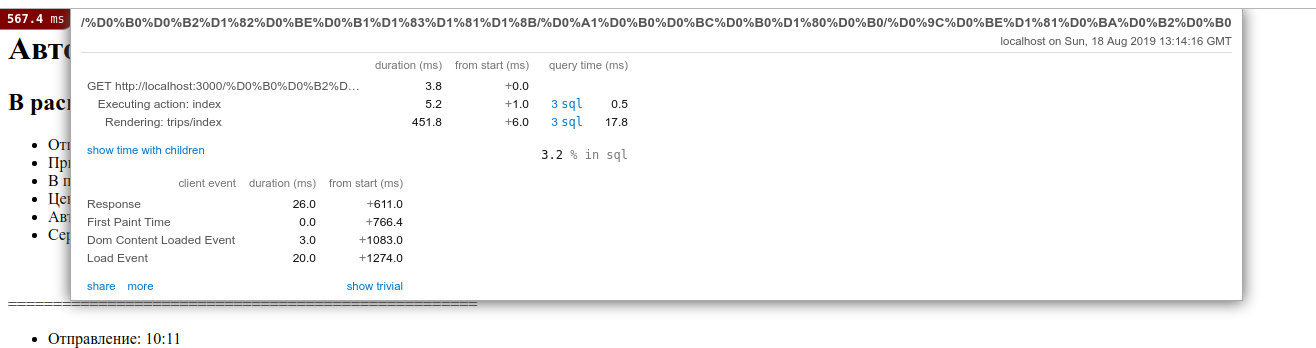 567.4 ms
/%D0%B0%D0%B2%D1%82%D0%BE%D0%B1%D1%83%D1%81%D1%8B/%D0%A1%D0%B0%D0%BC%D0%B0%D1%80%D0%B0/%D0%9C%D0%BE%D1%81%D0%BA%D0%B2%D0%B0
localhost on Sun, 18 Aug 2019 13:14:16 GMT
duration (ms) from start (ms) query time (ms)
GET http://localhost:3000/%D0%B0%D0%B2%D... 3.8 +0.0
Executing action: index 5.2 +1.0 3 sql 0.5
Rendering: trips/index 451.8 +6.0 3 sql 17.8
show time with children 3.2 % in sql
client event duration (ms) from start (ms)
Response 26.0 +611.0
First Paint Time 0.0 +766.4
Dom Content Loaded Event 3.0 +1083.0
Load Event 20.0 +1274.0
share more show trivial
Отправление: 10:11